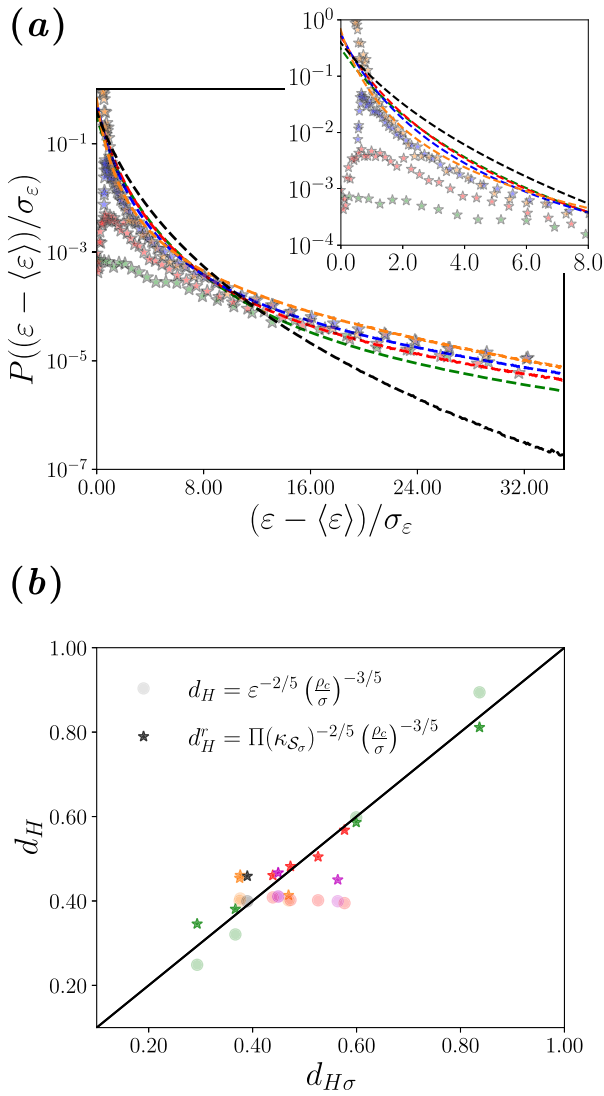 (a)
10^0
10^{-1}
10^{-2}
10^{-3}
10^{-4}
0.0 2.0 4.0 6.0 8.0
P((ε − ⟨ε⟩)/σ_ε)
10^{-1}
10^{-3}
10^{-5}
10^{-7}
0.00 8.00 16.00 24.00 32.00
(ε − ⟨ε⟩)/σ_ε
(b)
d_H
1.00
0.80
0.60
0.40
0.20
d_H = ε^{-2/5} (ρ_c/σ)^{-3/5}
d_H^r = Π(κ_{S_σ})^{-2/5} (ρ_c/σ)^{-3/5}
0.20 0.40 0.60 0.80 1.00
d_{Hσ}